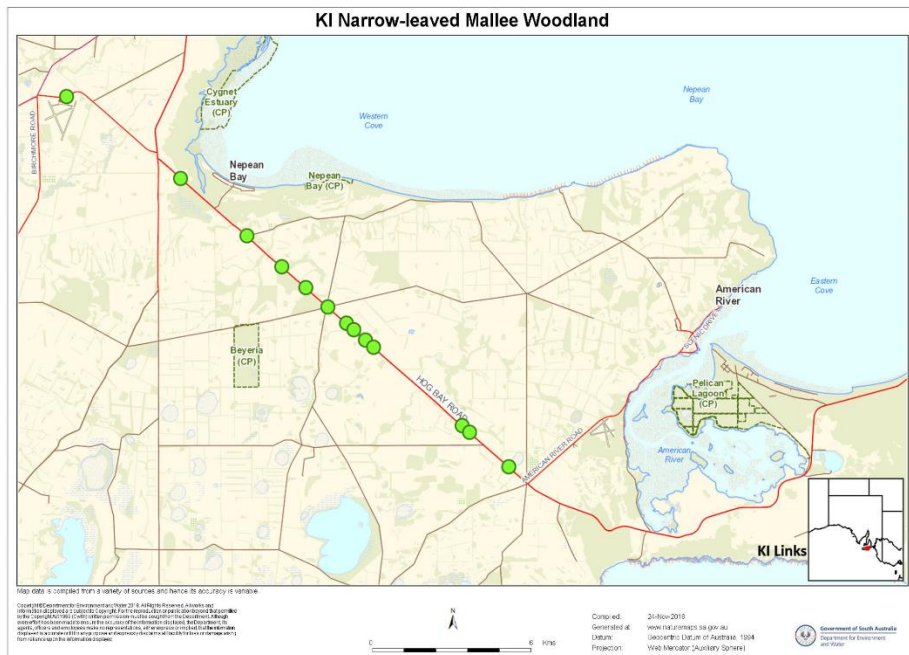 KI Narrow-leaved Mallee Woodland
Cygnet
Estuary
(CP)
Nepean
Bay
Western
Cove
BIRCHMORE ROAD
Nepean
Bay
Nepean
Bay (CP)
American
River
Eastern
Cove
SCENIC DRIVE
Beyeria
(CP)
HOG BAY ROAD
Pelican
Lagoon
(CP)
AMERICAN RIVER ROAD
American
River
KI Links
Map data is compiled from a variety of sources and hence its accuracy is variable.
N
0 6 Kms
Compiled: 24-Nov-2018
Generated at: www.naturemaps.sa.gov.au
Datum: Geocentric Datum of Australia, 1994
Projection: Web Mercator (Auxiliary Sphere)
Government of South Australia
Department for Environment
and Water